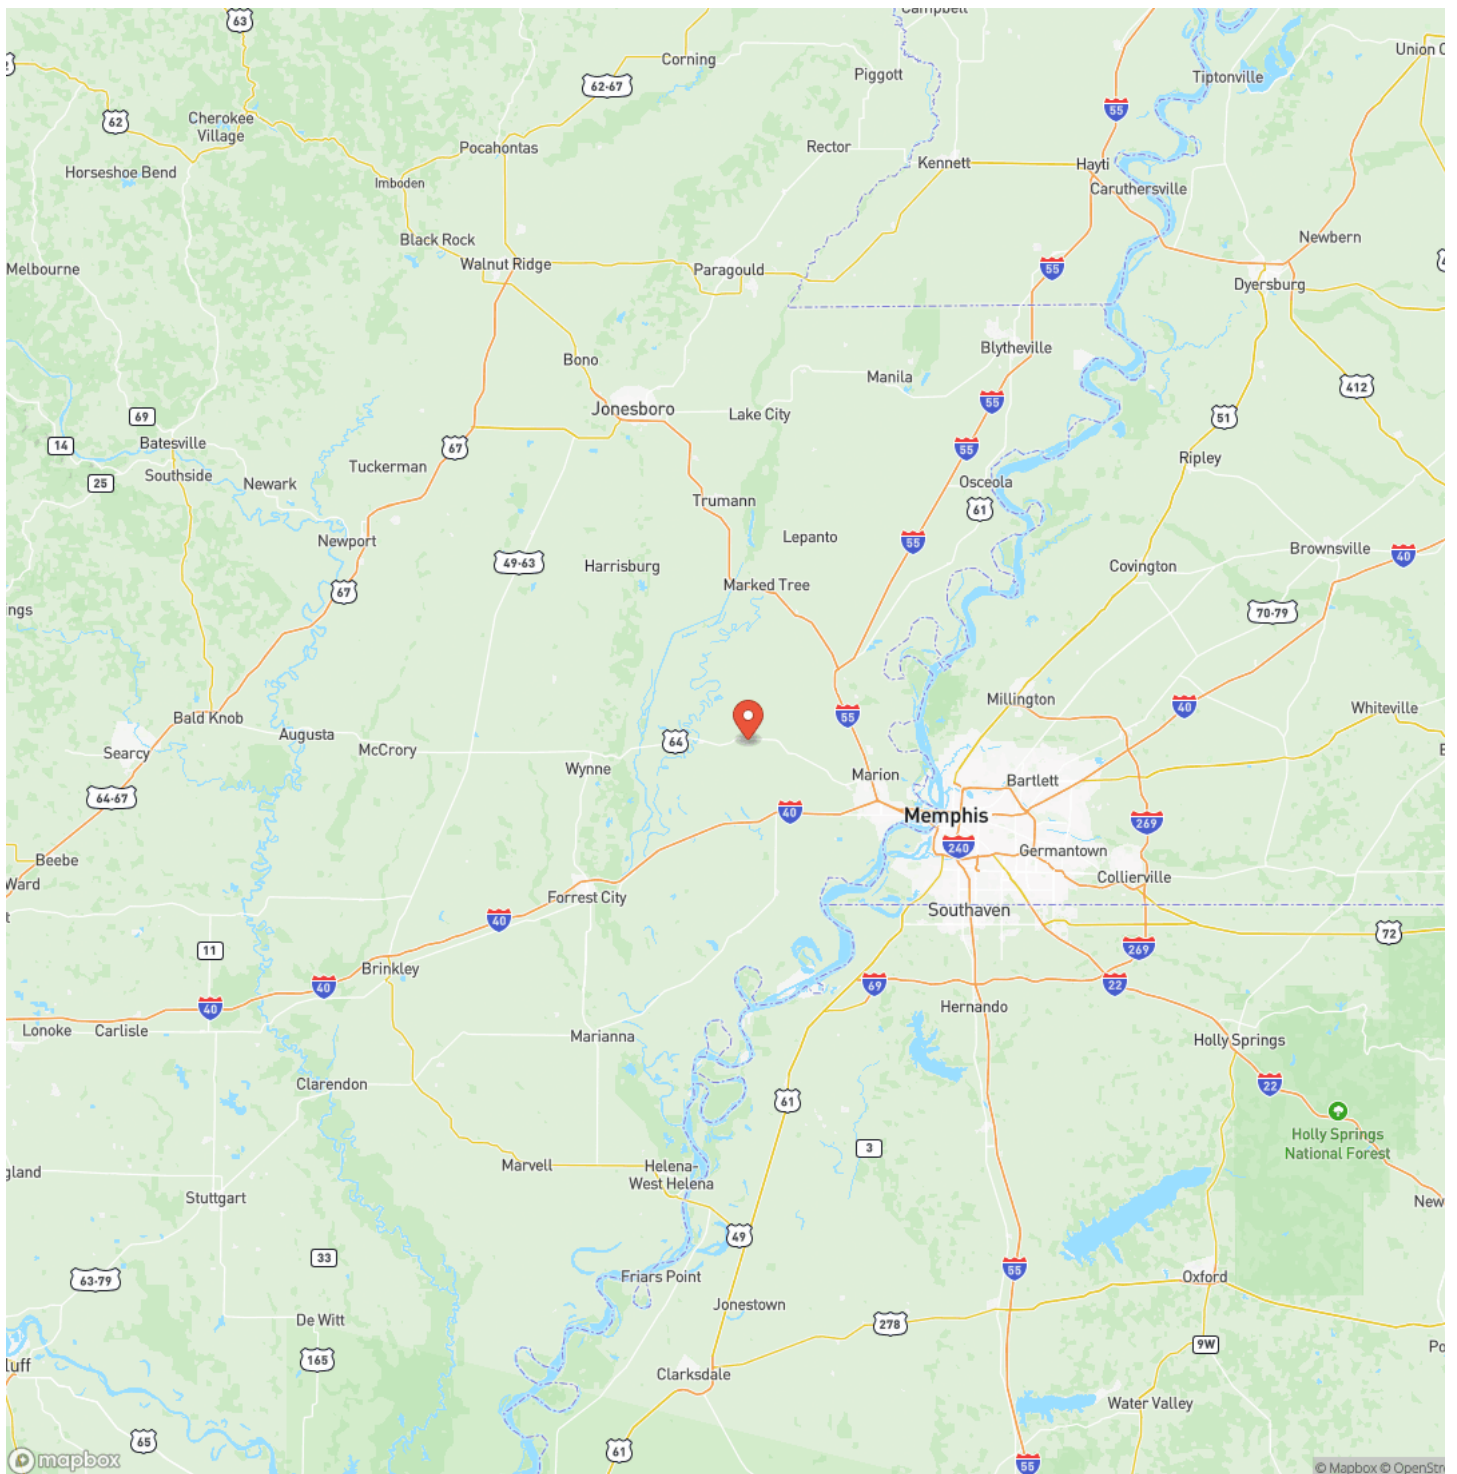 Campbell
63
Corning
Union C
Piggott
Tiptonville
62-67
55
62
Cherokee
Village
Rector
Pocahontas
Kennett
Hayti
Horseshoe Bend
Imboden
Caruthersville
Black Rock
Newbern
Walnut Ridge
Paragould
Melbourne
55
Dyersburg
Blytheville
Bono
Manila
412
55
Jonesboro
Lake City
69
51
14
Batesville
67
55
Ripley
Southside
Tuckerman
25
Newark
Osceola
Trumann
61
Newport
Lepanto
55
Brownsville
40
49-63
Harrisburg
Covington
Marked Tree
67
ngs
70-79
Millington
40
Whiteville
Bald Knob
55
Augusta
64
McCrory
Searcy
Wynne
Marion
Bartlett
64-67
40
Memphis
269
240
Germantown
Beebe
Collierville
Ward
Forrest City
40
Southaven
72
11
269
Brinkley
40
69
22
40
Hernando
Lonoke
Carlisle
Marianna
Holly Springs
Clarendon
22
61
Holly Springs
National Forest
3
gland
Marvell
Helena-
West Helena
Stuttgart
New
49
33
55
63-79
Friars Point
Oxford
Jonestown
De Witt
278
9W
Po
luff
165
Clarksdale
Water Valley
65
61
55
mapbox
© Mapbox © OpenStre